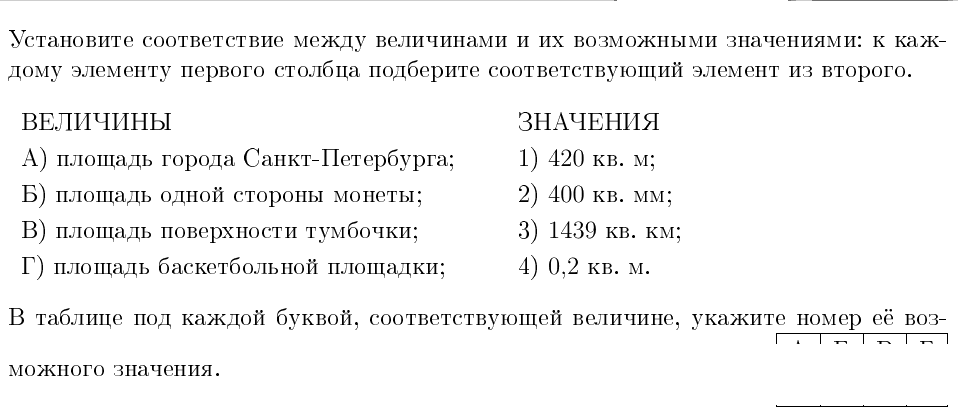 Установите соответствие между величинами и их возможными значениями: к каж-
дому элементу первого столбца подберите соответствующий элемент из второго.
ВЕЛИЧИНЫ ЗНАЧЕНИЯ
А) площадь города Санкт-Петербурга; 1) 420 кв. м;
Б) площадь одной стороны монеты; 2) 400 кв. мм;
В) площадь поверхности тумбочки; 3) 1439 кв. км;
Г) площадь баскетбольной площадки; 4) 0,2 кв. м.
В таблице под каждой буквой, соответствующей величине, укажите номер её воз-
можного значения.